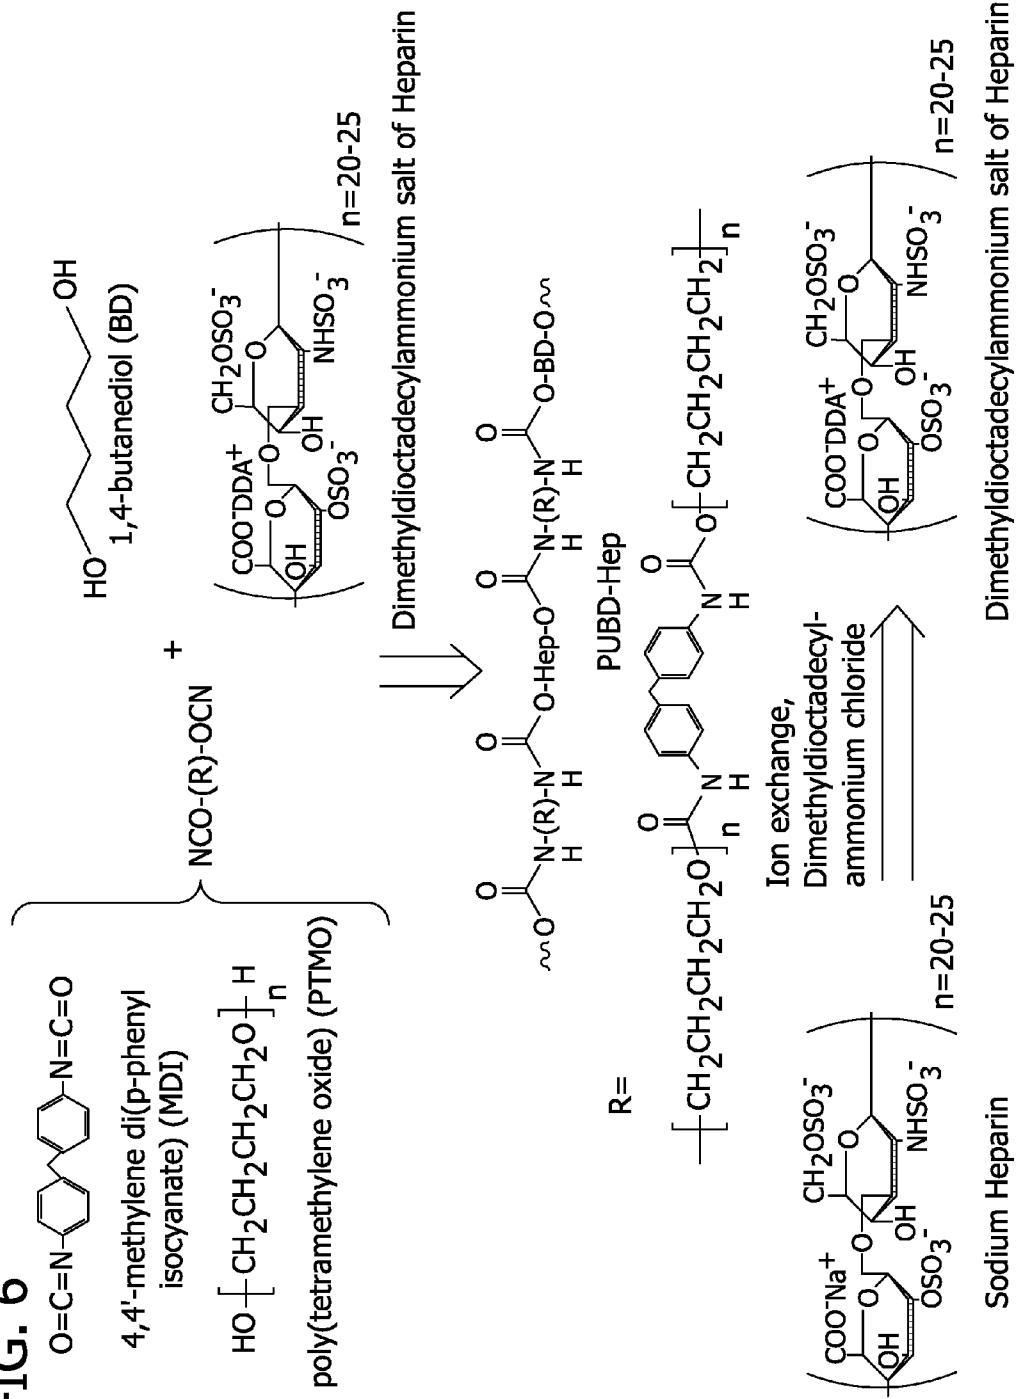 FIG. 6
O=C=N N=C=O
4,4'-methylene di(p-phenyl
isocyanate) (MDI)
HO [CH2CH2CH2CH2O]n H
poly(tetramethylene oxide) (PTMO)
NCO-(R)-OCN
+
HO OH
1,4-butanediol (BD)
COO-DDA+ O OH OSO3- O CH2OSO3- O OH NHSO3-
n=20-25
Dimethyldioctadecylammonium salt of Heparin
O O O O
~O N-(R)-N O-Hep-O N-(R)-N O-BD-O~
H H H H
PUBD-Hep
R=
[CH2CH2CH2CH2O]n O N H N H O O [CH2CH2CH2CH2]n
Ion exchange,
Dimethyldioctadecyl-
ammonium chloride
COO-Na+ O OH OSO3- O CH2OSO3- O OH NHSO3-
n=20-25
Sodium Heparin
COO-DDA+ O OH OSO3- O CH2OSO3- O OH NHSO3-
n=20-25
Dimethyldioctadecylammonium salt of Heparin